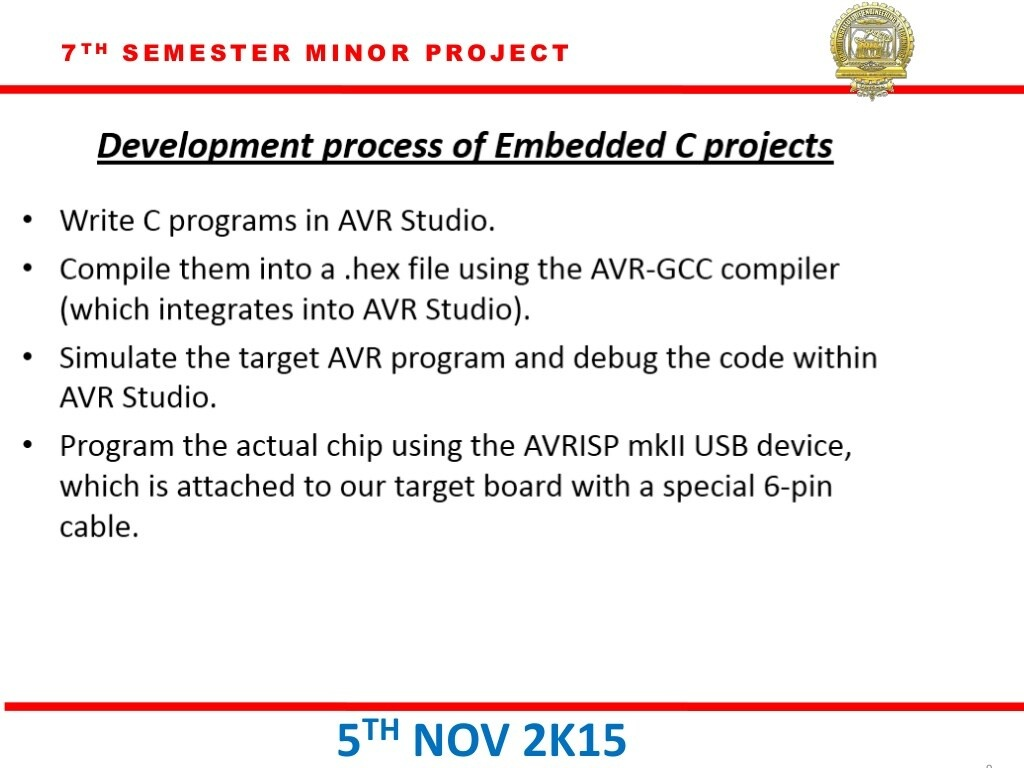 7TH SEMESTER MINOR PROJECT
Development process of Embedded C projects
• Write C programs in AVR Studio.
• Compile them into a .hex file using the AVR-GCC compiler
(which integrates into AVR Studio).
• Simulate the target AVR program and debug the code within
AVR Studio.
• Program the actual chip using the AVRISP mkII USB device,
which is attached to our target board with a special 6-pin
cable.
5TH NOV 2K15